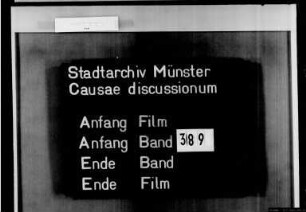 Stadtarchiv Münster
Causae discussionum
Anfang Film
Anfang Band 389
Ende Band
Ende Film